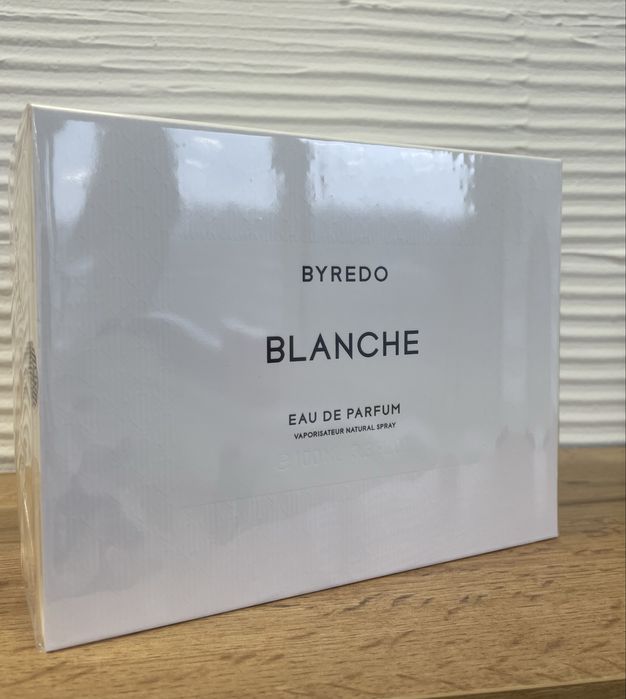 BYREDO
BLANCHE
EAU DE PARFUM
VAPORISATEUR NATURAL SPRAY